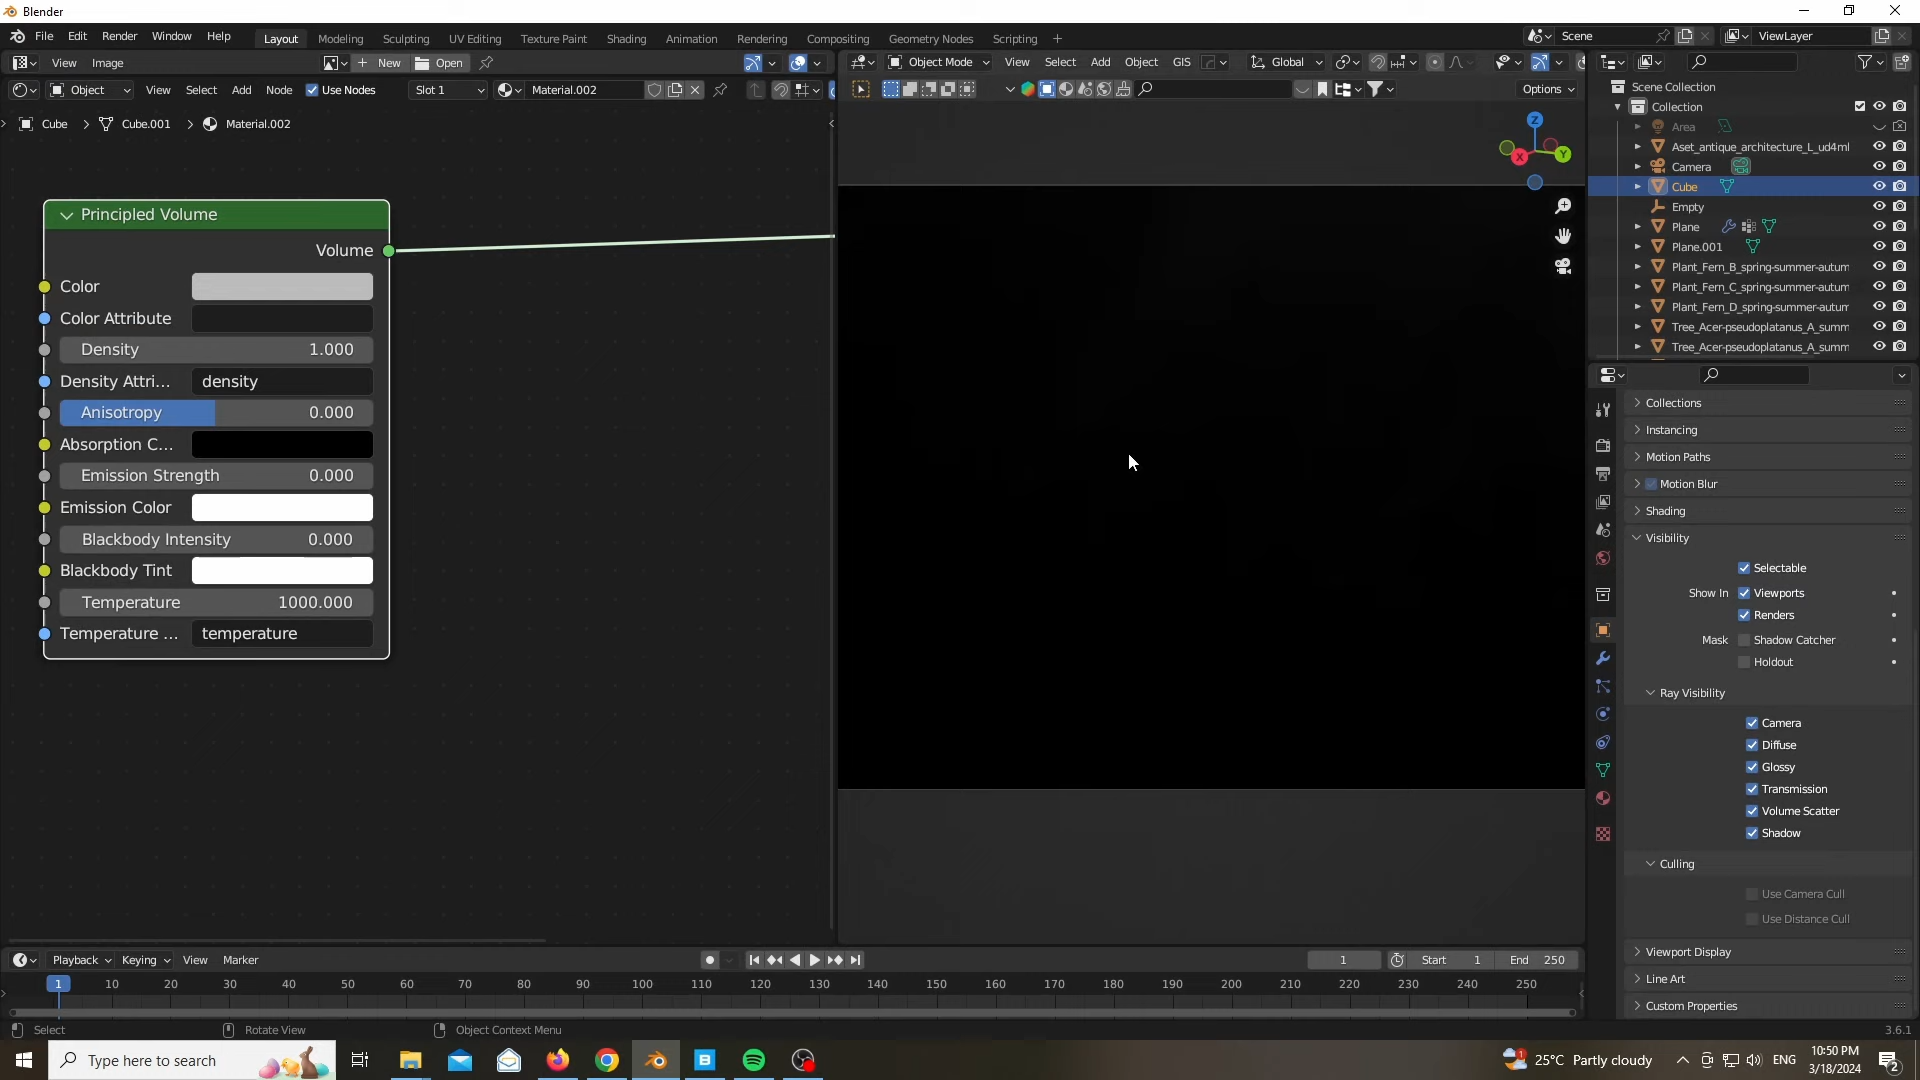 Blender
File Edit Render Window Help
Layout Modeling Sculpting UV Editing Texture Paint Shading Animation Rendering Compositing Geometry Nodes Scripting +
Scene
ViewLayer
View Image
+ New
Open
Object Mode
View Select Add Object GIS
Global
Object
View Select Add Node
Use Nodes
Slot 1
Material.002
Options
Cube > Cube.001 > Material.002
Scene Collection
Collection
Area
Aset_antique_architecture_L_ud4ml
Camera
Cube
Empty
Plane
Plane.001
Plant_Fern_B_spring-summer-autum
Plant_Fern_C_spring-summer-autum
Plant_Fern_D_spring-summer-autum
Tree_Acer-pseudoplatanus_A_summ
Tree_Acer-pseudoplatanus_A_summ
X
Y
Z
Principled Volume
Volume
Color
Color Attribute
Density 1.000
Density Attri... density
Anisotropy 0.000
Absorption C...
Emission Strength 0.000
Emission Color
Blackbody Intensity 0.000
Blackbody Tint
Temperature 1000.000
Temperature ... temperature
Collections
Instancing
Motion Paths
Motion Blur
Shading
Visibility
Selectable
Show In Viewports
Renders
Mask Shadow Catcher
Holdout
Ray Visibility
Camera
Diffuse
Glossy
Transmission
Volume Scatter
Shadow
Culling
Use Camera Cull
Use Distance Cull
Viewport Display
Line Art
Custom Properties
Playback Keying View Marker
1
Start 1
End 250
1 10 20 30 40 50 60 70 80 90 100 110 120 130 140 150 160 170 180 190 200 210 220 230 240 250
Select
Rotate View
Object Context Menu
3.6.1
Type here to search
25°C Partly cloudy
ENG
10:50 PM
3/18/2024
2